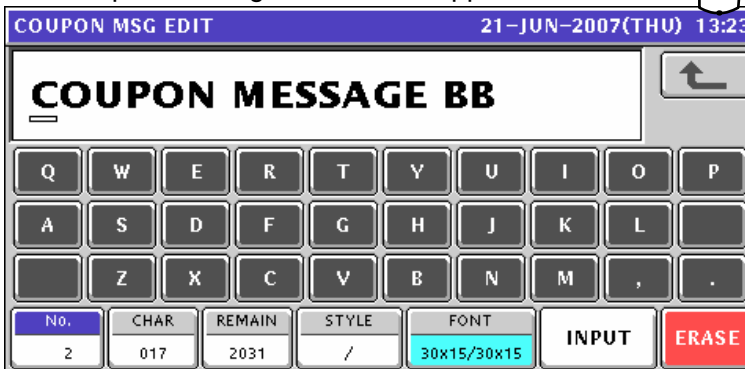 COUPON MSG EDIT 21-JUN-2007(THU) 13:23
COUPON MESSAGE BB
Q W E R T Y U I O P
A S D F G H J K L
Z X C V B N M , .
No. CHAR REMAIN STYLE FONT INPUT ERASE
2 017 2031 / 30x15/30x15